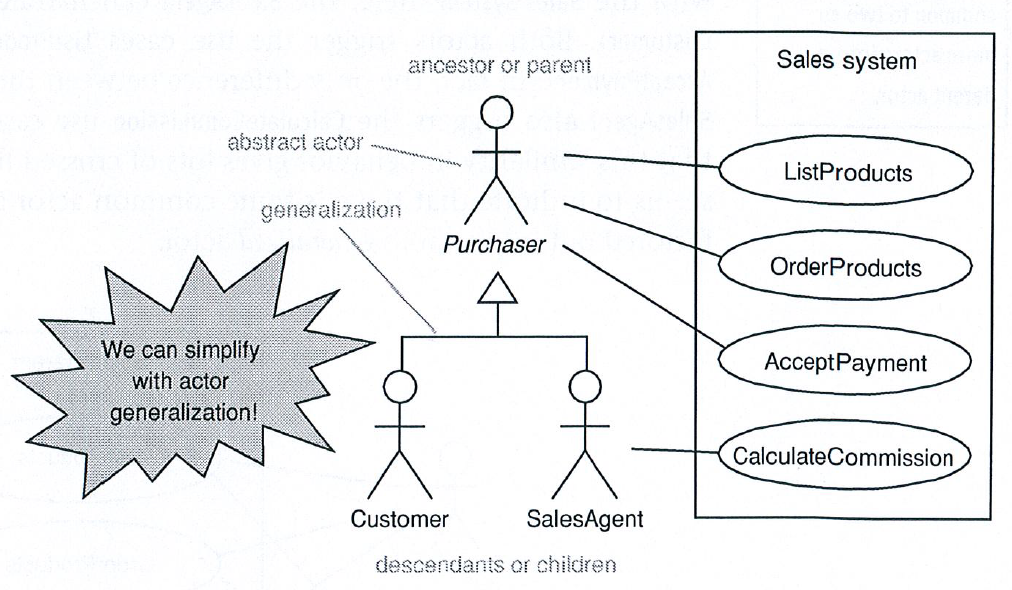 ancestor or parent
Sales system
abstract actor
ListProducts
generalization
Purchaser
OrderProducts
We can simplify
with actor
generalization!
AcceptPayment
CalculateCommission
Customer
SalesAgent
descendants or children